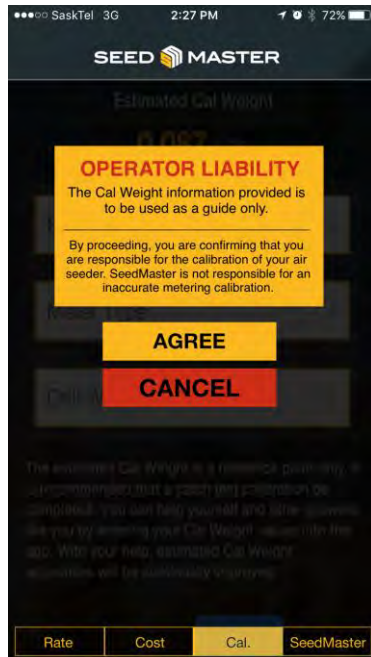 SaskTel 3G 2:27 PM 72%
SEED MASTER
Estimated Cal Weight
0.087
OPERATOR LIABILITY
The Cal Weight information provided is
to be used as a guide only.
By proceeding, you are confirming that you
are responsible for the calibration of your air
seeder. SeedMaster is not responsible for an
inaccurate metering calibration.
AGREE
CANCEL
The estimated Cal Weight is a reference point only. It
is recommended that a catch test calibration be
completed. You can help yourself and other growers
like you by entering your Cal Weight values into the
app. With your help, estimated Cal Weight
accuracies will be continually improved.
Rate Cost Cal. SeedMaster